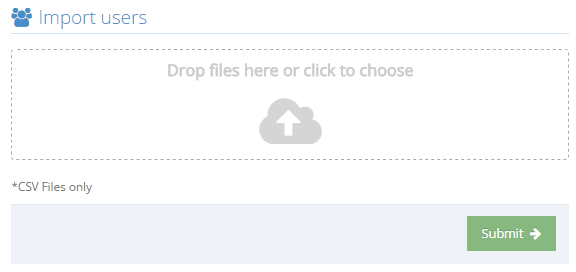 Import users
Drop files here or click to choose
*CSV Files only
Submit